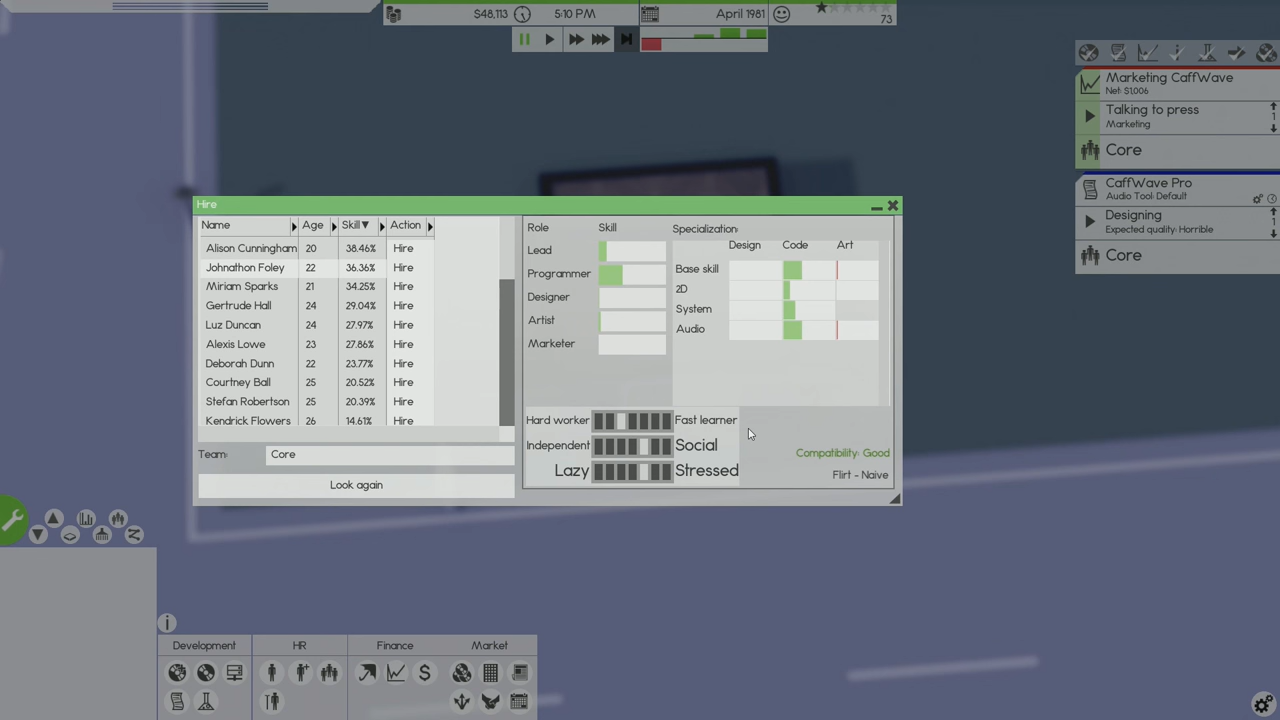 $48,113
5:10 PM
April 1981
73
Marketing CaffWave
Net: $1,006
Talking to press
Marketing
1
Core
CaffWave Pro
Audio Tool: Default
Designing
Expected quality: Horrible
1
Core
Hire
Name Age Skill▼ Action
Alison Cunningham 20 38.46% Hire
Johnathon Foley 22 36.36% Hire
Miriam Sparks 21 34.25% Hire
Gertrude Hall 24 29.04% Hire
Luz Duncan 24 27.97% Hire
Alexis Lowe 23 27.86% Hire
Deborah Dunn 22 23.77% Hire
Courtney Ball 25 20.52% Hire
Stefan Robertson 25 20.39% Hire
Kendrick Flowers 26 14.61% Hire
Team: Core
Look again
Role Skill
Lead
Programmer
Designer
Artist
Marketer
Specialization:
Design Code Art
Base skill
2D
System
Audio
Hard worker Fast learner
Independent Social
Lazy Stressed
Compatibility: Good
Flirt - Naive
Development HR Finance Market